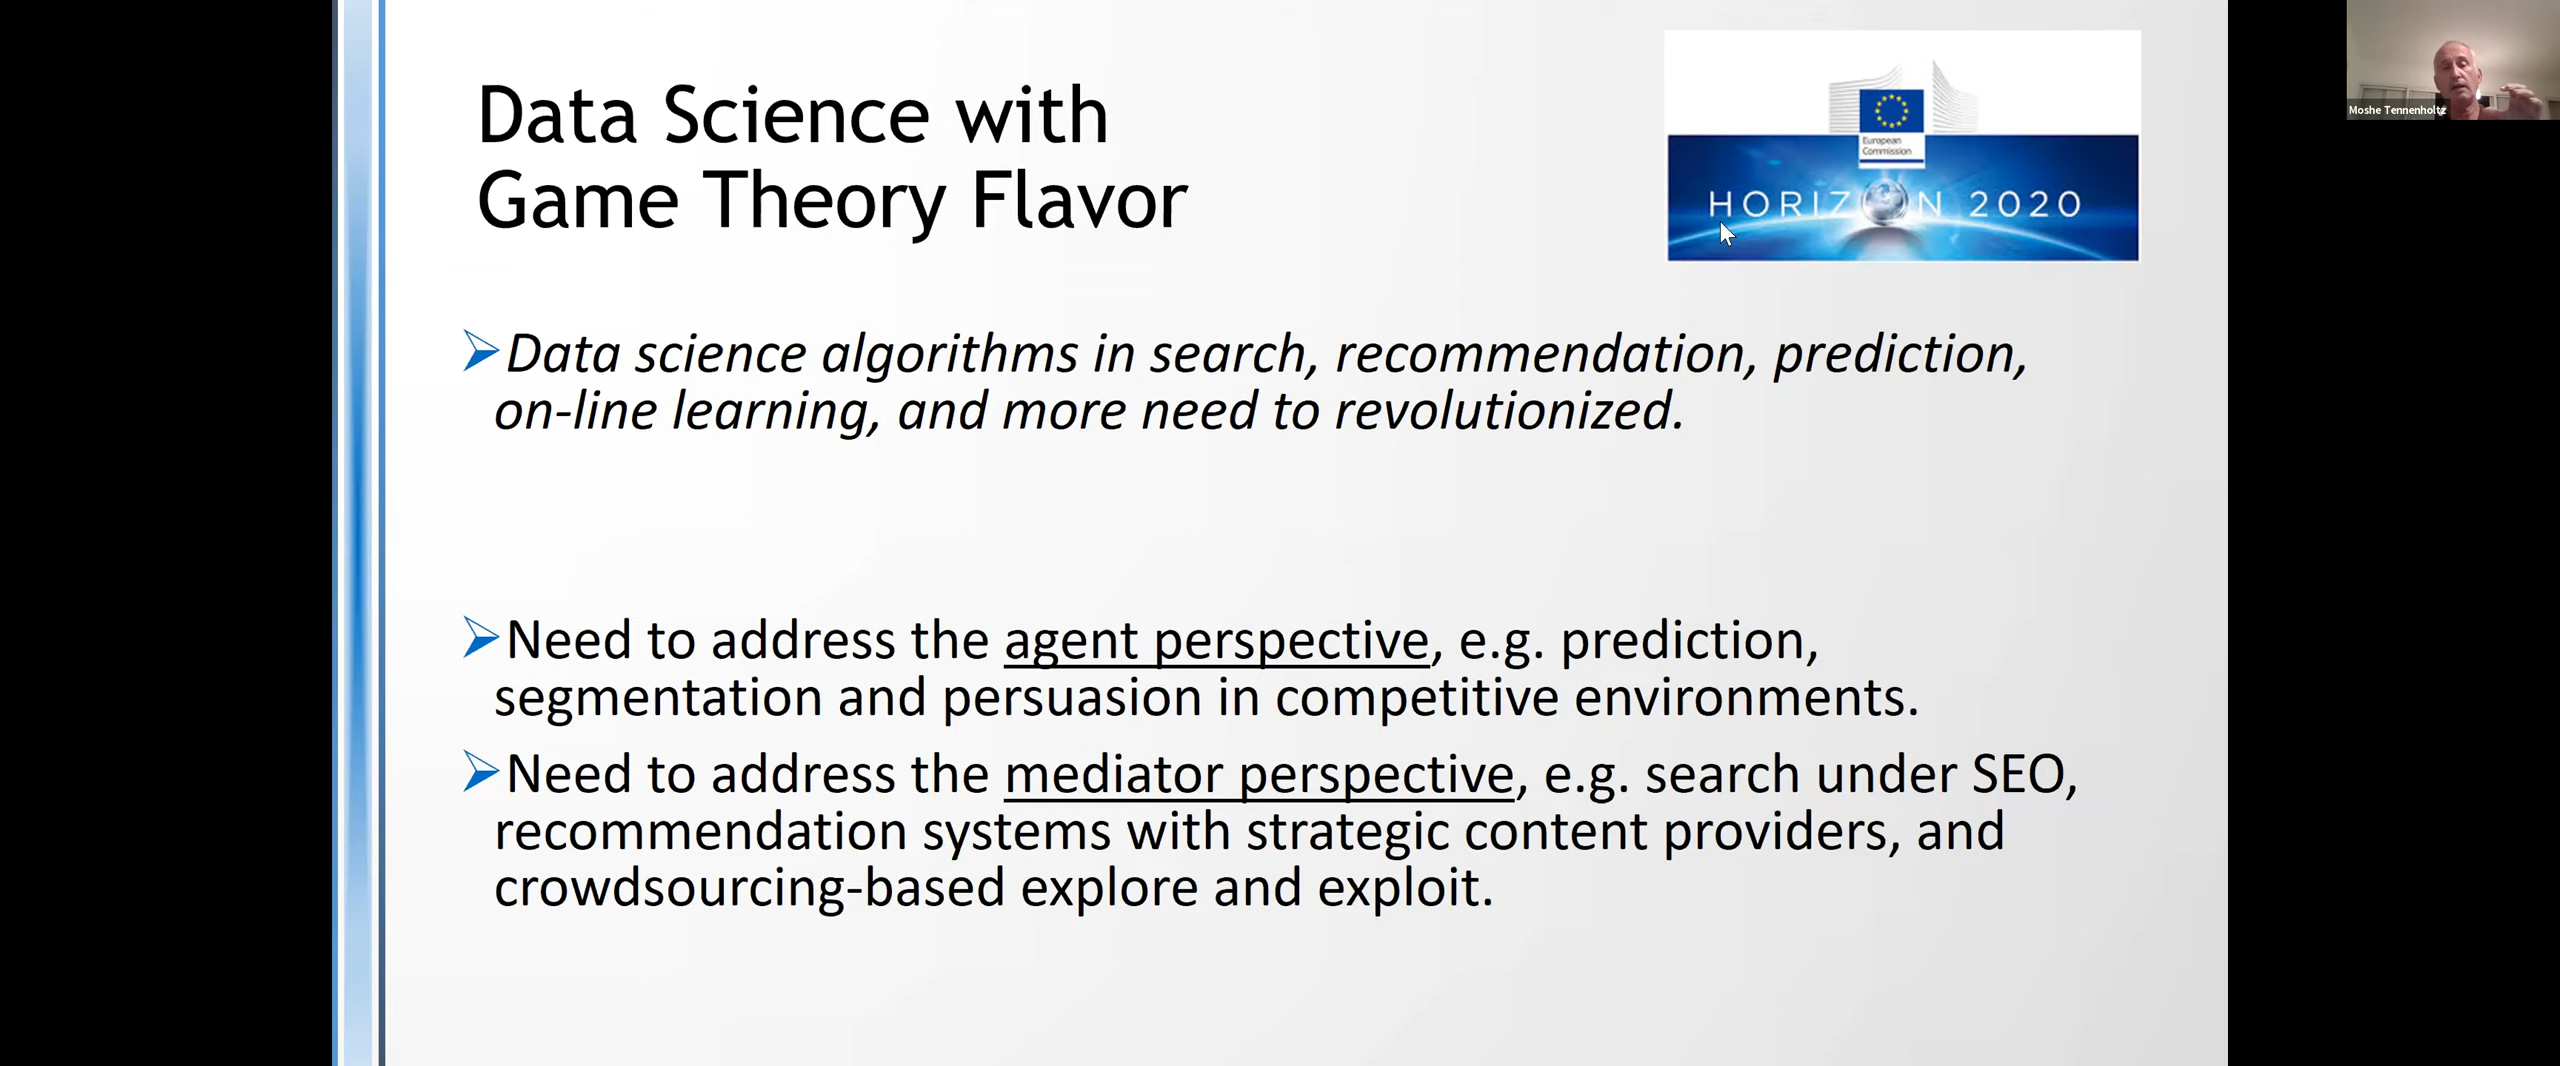 Data Science with
Game Theory Flavor
European
Commission
HORIZON 2020
Moshe Tennenholtz
Data science algorithms in search, recommendation, prediction,
on-line learning, and more need to revolutionized.
Need to address the agent perspective, e.g. prediction,
segmentation and persuasion in competitive environments.
Need to address the mediator perspective, e.g. search under SEO,
recommendation systems with strategic content providers, and
crowdsourcing-based explore and exploit.